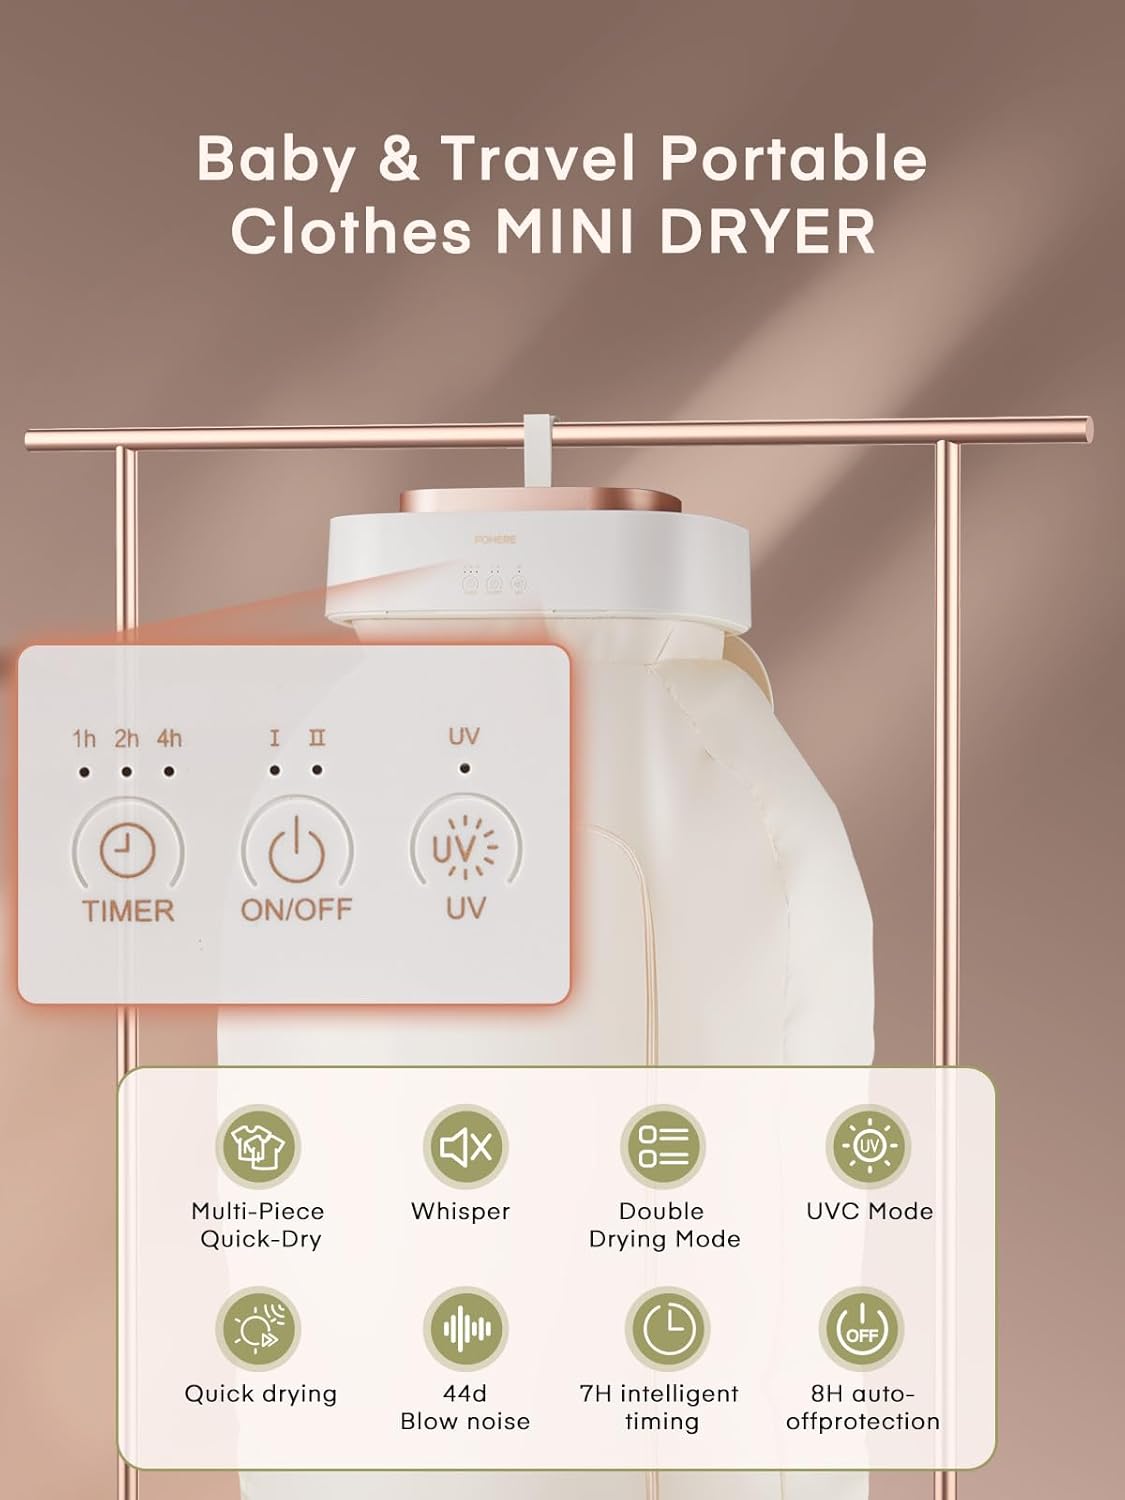 Baby & Travel Portable
Clothes MINI DRYER
FOHERE
1h 2h 4h
I II
UV
UV
TIMER
ON/OFF
UV
Multi-Piece
Quick-Dry
Whisper
Double
Drying Mode
UVC Mode
UV
Quick drying
44d
Blow noise
7H intelligent
timing
OFF
8H auto-
offprotection